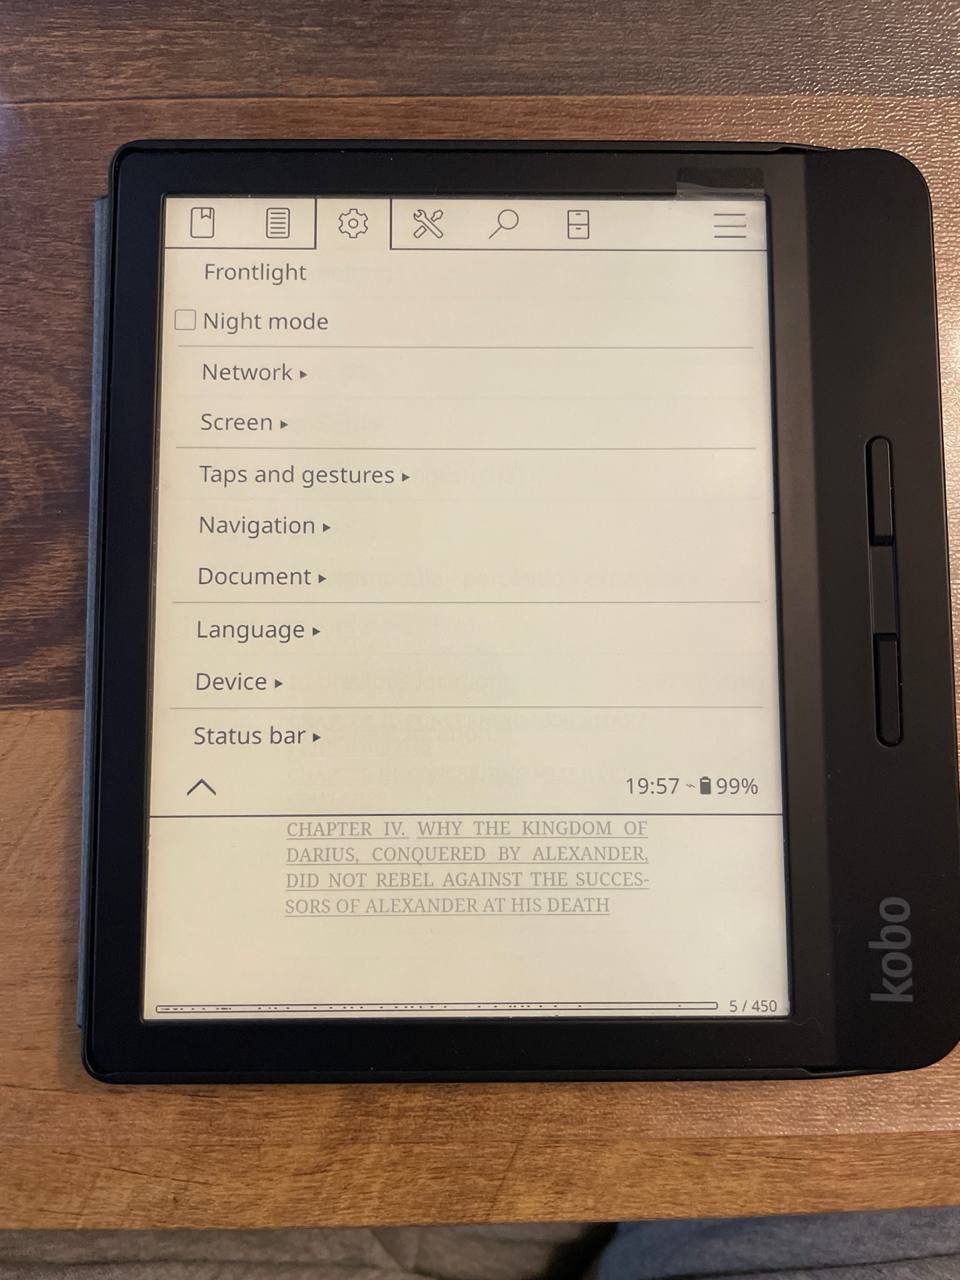 Frontlight
Night mode
Network ▸
Screen ▸
Taps and gestures ▸
Navigation ▸
Document ▸
Language ▸
Device ▸
Status bar ▸
19:57 99%
CHAPTER IV. WHY THE KINGDOM OF
DARIUS, CONQUERED BY ALEXANDER,
DID NOT REBEL AGAINST THE SUCCES-
SORS OF ALEXANDER AT HIS DEATH
5 / 450
kobo